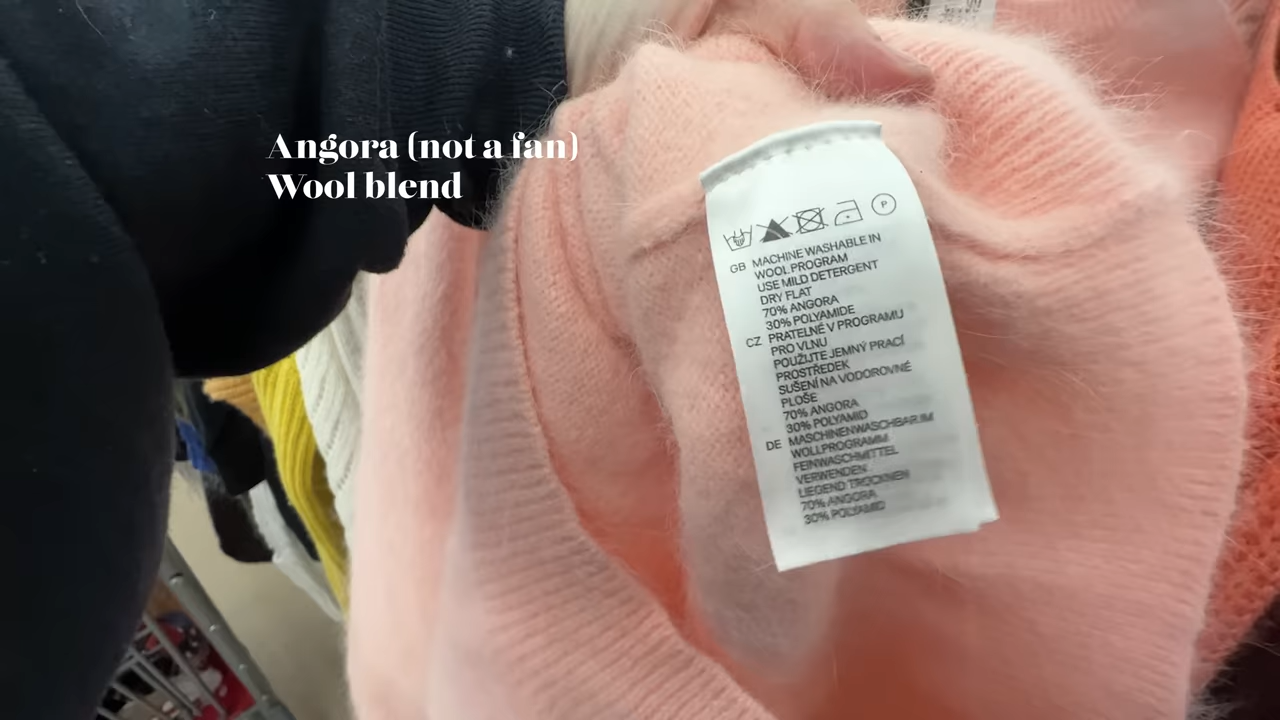 Angora (not a fan)
Wool blend
P
GB MACHINE WASHABLE IN
WOOL PROGRAM
USE MILD DETERGENT
DRY FLAT
70% ANGORA
30% POLYAMIDE
CZ PRATELNÉ V PROGRAMU
PRO VLNU
POUŽIJTE JEMNÝ PRACÍ
PROSTŘEDEK
SUŠENÍ NA VODOROVNÉ
PLOŠE
70% ANGORA
30% POLYAMID
DE MASCHINENWASCHBAR IM
WOLLPROGRAMM
FEINWASCHMITTEL
VERWENDEN
LIEGEND TROCKNEN
70% ANGORA
30% POLYAMID